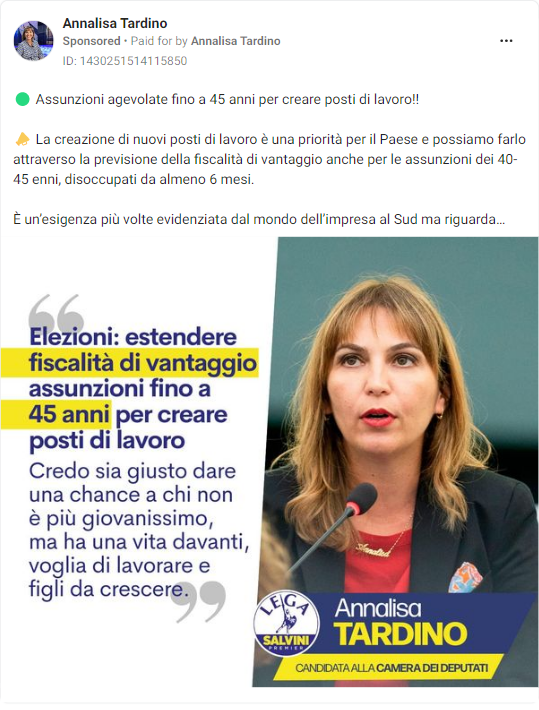 Annalisa Tardino
Sponsored • Paid for by Annalisa Tardino
ID: 1430251514115850
Assunzioni agevolate fino a 45 anni per creare posti di lavoro!!
La creazione di nuovi posti di lavoro è una priorità per il Paese e possiamo farlo
attraverso la previsione della fiscalità di vantaggio anche per le assunzioni dei 40-
45 enni, disoccupati da almeno 6 mesi.
È un'esigenza più volte evidenziata dal mondo dell'impresa al Sud ma riguarda...
“
Elezioni: estendere
fiscalità di vantaggio
assunzioni fino a
45 anni per creare
posti di lavoro
Credo sia giusto dare
una chance a chi non
è più giovanissimo,
ma ha una vita davanti,
voglia di lavorare e
figli da crescere.
”
Annalisa
LEGA
SALVINI
PREMIER
Annalisa
TARDINO
CANDIDATA ALLA CAMERA DEI DEPUTATI